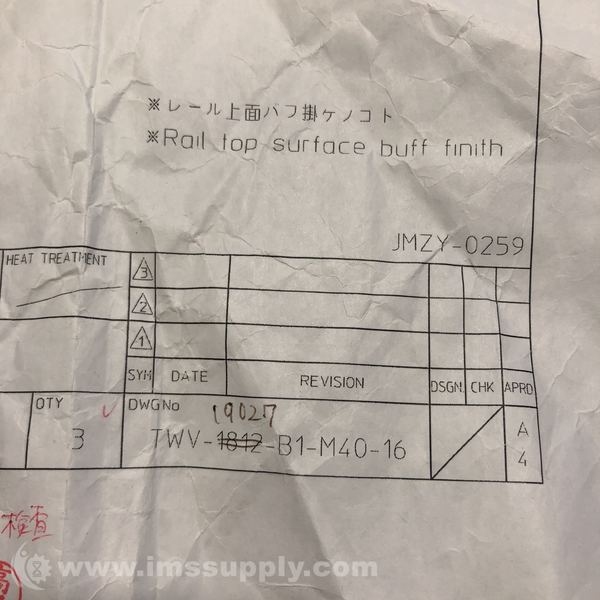 ※レール上面バフ掛ケノコト
※Rail top surface buff finith
JMZY-0259
HEAT TREATMENT
3
2
1
SYM DATE REVISION DSGN CHK APRD
QTY DWGNo 19027 A
3 TWV-1812-B1-M40-16 4
検査
www.imssupply.com